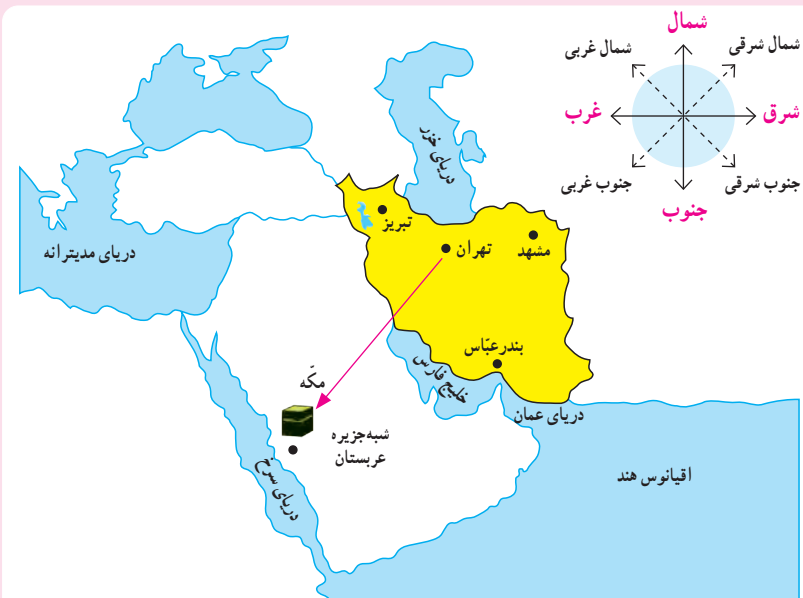 شمال
شمال غربی
شمال شرقی
غرب
شرق
جنوب غربی
جنوب شرقی
جنوب
دریای خزر
تبریز
تهران
مشهد
دریای مدیترانه
بندرعبّاس
خلیج فارس
مکّه
دریای عمان
شبه‌جزیره
عربستان
دریای سرخ
اقیانوس هند